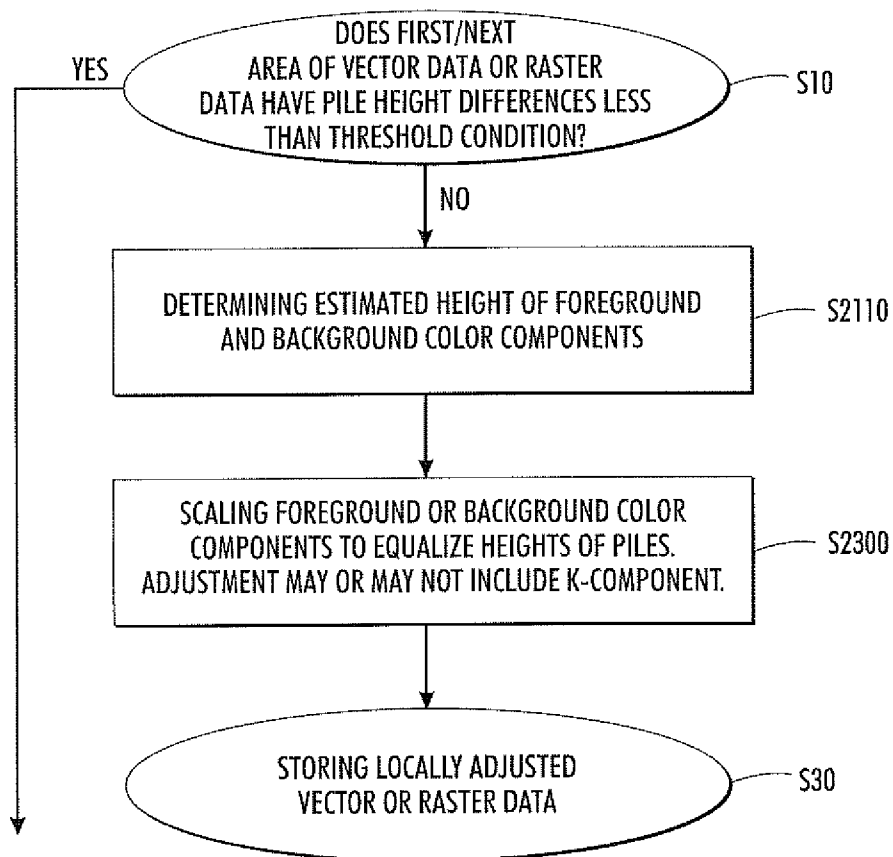 DOES FIRST/NEXT
YES
AREA OF VECTOR DATA OR RASTER
S10
DATA HAVE PILE HEIGHT DIFFERENCES LESS
THAN THRESHOLD CONDITION?
NO
DETERMINING ESTIMATED HEIGHT OF FOREGROUND
AND BACKGROUND COLOR COMPONENTS
S2110
SCALING FOREGROUND OR BACKGROUND COLOR
COMPONENTS TO EQUALIZE HEIGHTS OF PILES.
ADJUSTMENT MAY OR MAY NOT INCLUDE K-COMPONENT.
S2300
STORING LOCALLY ADJUSTED
VECTOR OR RASTER DATA
S30